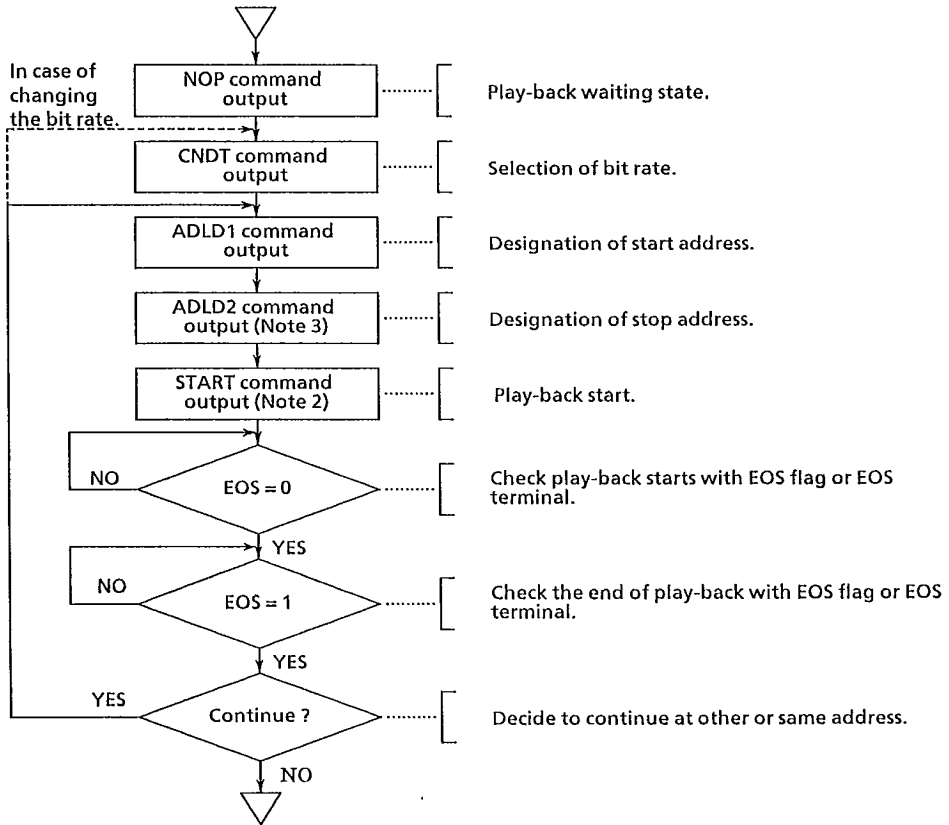 In case of
changing
the bit rate.
NOP command
output
Play-back waiting state.
CNDT command
output
Selection of bit rate.
ADLD1 command
output
Designation of start address.
ADLD2 command
output (Note 3)
Designation of stop address.
START command
output (Note 2)
Play-back start.
NO
EOS = 0
Check play-back starts with EOS flag or EOS
terminal.
YES
NO
EOS = 1
Check the end of play-back with EOS flag or EOS
terminal.
YES
YES
Continue ?
Decide to continue at other or same address.
NO